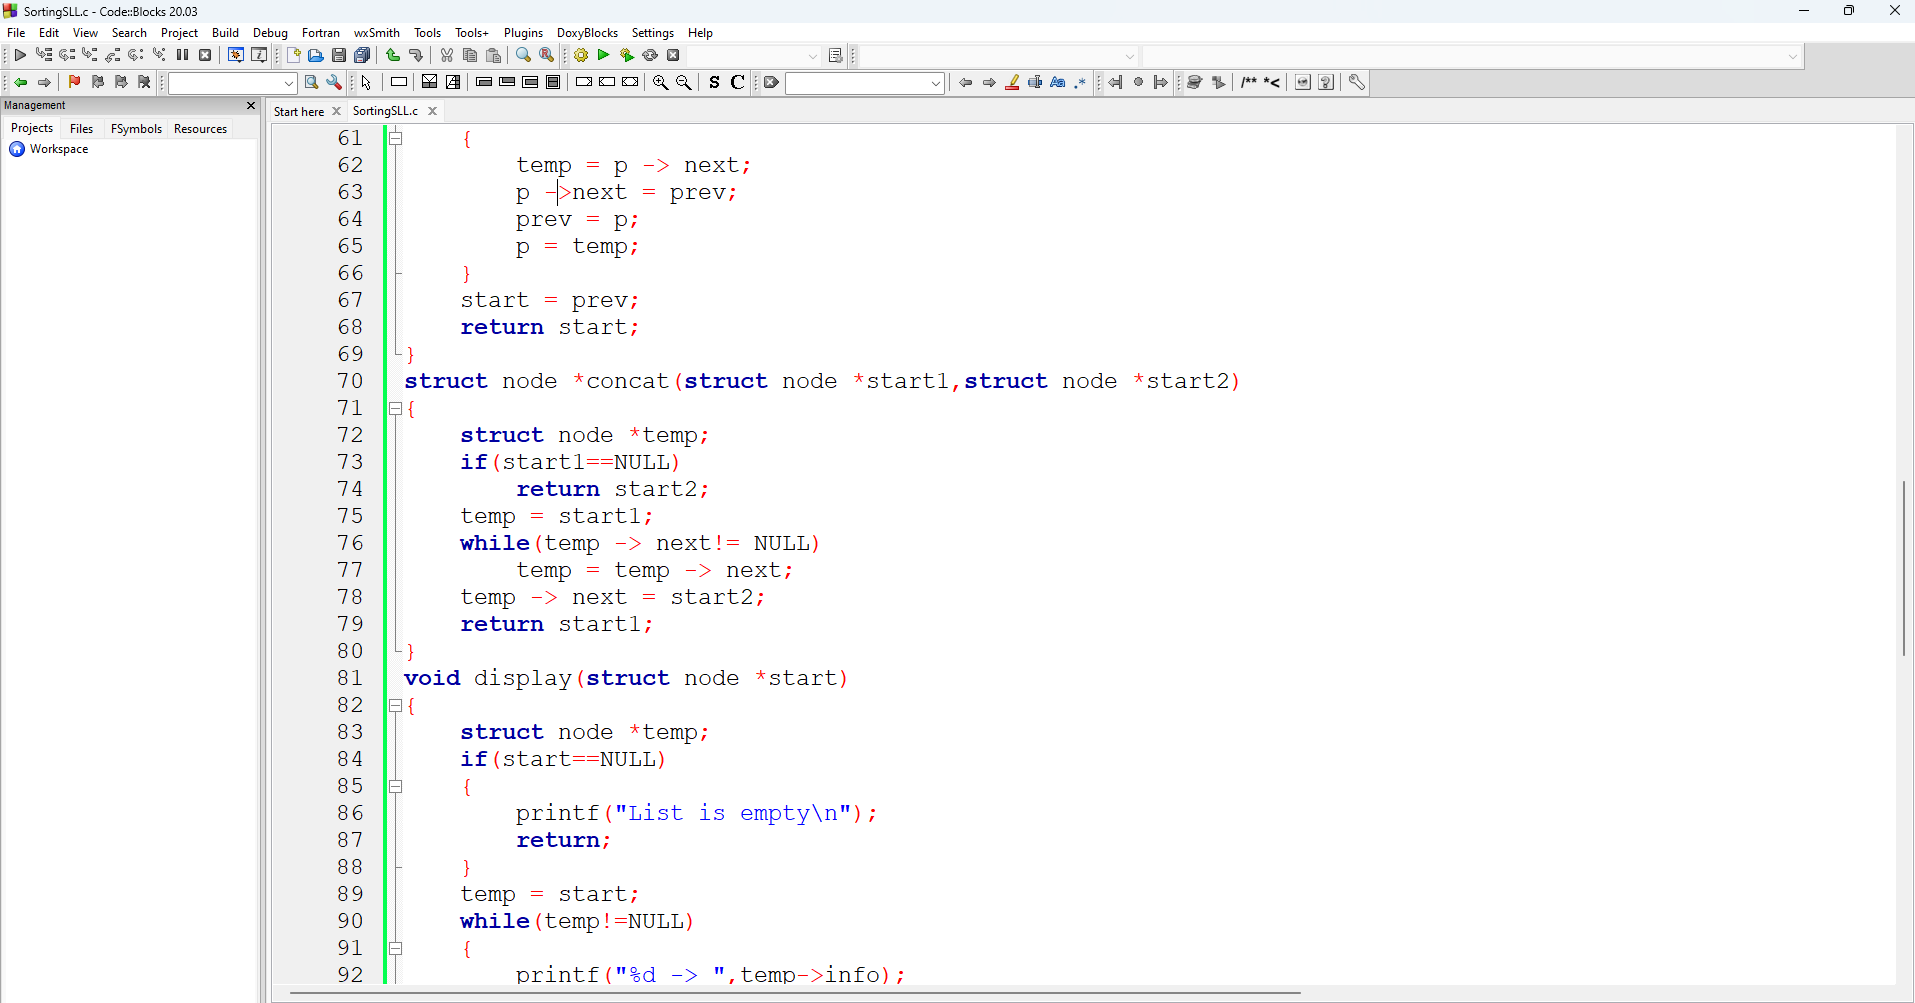 SortingSLL.c - Code::Blocks 20.03
File Edit View Search Project Build Debug Fortran wxSmith Tools Tools+ Plugins DoxyBlocks Settings Help
S C
/** *<
Management
Projects Files FSymbols Resources
Workspace
Start here SortingSLL.c
61 {
62 temp = p -> next;
63 p ->next = prev;
64 prev = p;
65 p = temp;
66 }
67 start = prev;
68 return start;
69 }
70 struct node *concat(struct node *start1,struct node *start2)
71 {
72 struct node *temp;
73 if(start1==NULL)
74 return start2;
75 temp = start1;
76 while(temp -> next!= NULL)
77 temp = temp -> next;
78 temp -> next = start2;
79 return start1;
80 }
81 void display(struct node *start)
82 {
83 struct node *temp;
84 if(start==NULL)
85 {
86 printf("List is empty\n");
87 return;
88 }
89 temp = start;
90 while(temp!=NULL)
91 {
92 printf("%d -> ",temp->info);